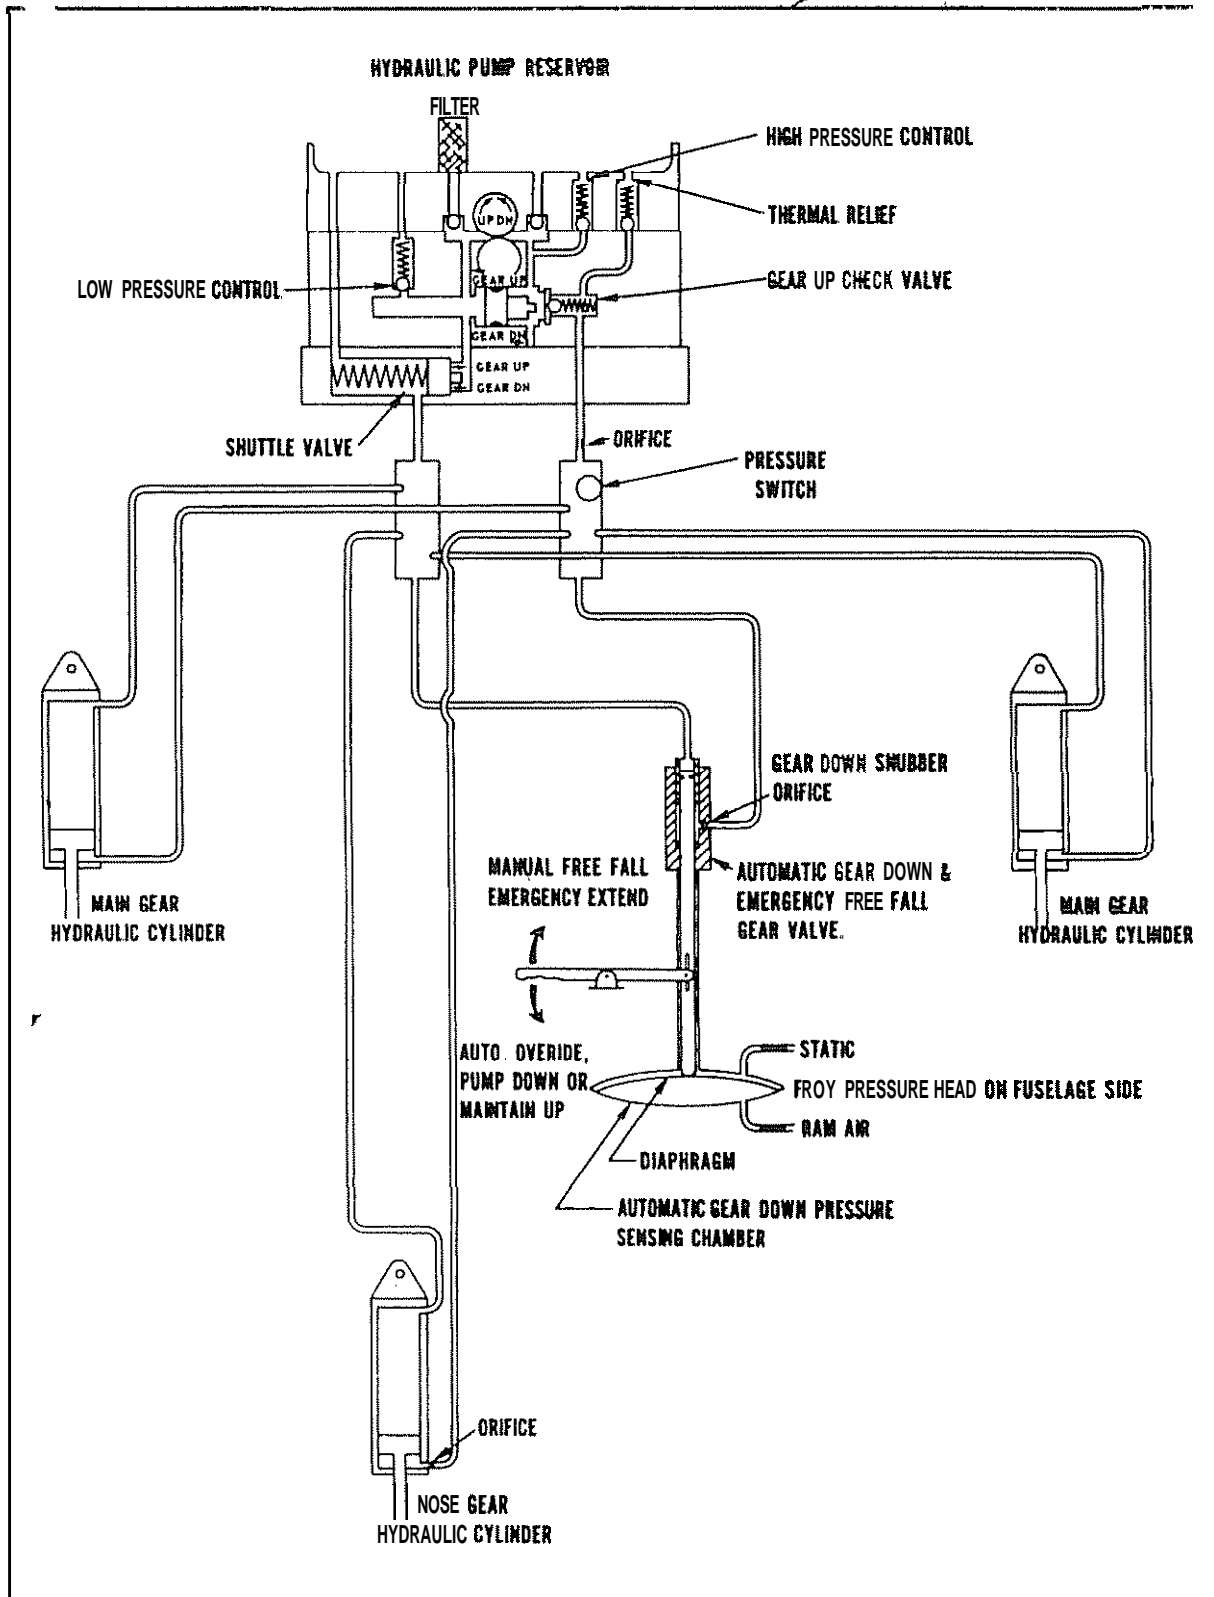 HYDRAULIC PUMP RESERVOIR
FILTER
HIGH PRESSURE CONTROL
THERMAL RELIEF
UP DN
GEAR UP CHECK VALVE
GEAR UP
LOW PRESSURE CONTROL
GEAR DN
GEAR UP
GEAR DN
SHUTTLE VALVE
ORIFICE
PRESSURE
SWITCH
GEAR DOWN SNUBBER
ORIFICE
MANUAL FREE FALL
EMERGENCY EXTEND
AUTOMATIC GEAR DOWN &
EMERGENCY FREE FALL
GEAR VALVE.
MAIN GEAR
HYDRAULIC CYLINDER
MAIN GEAR
HYDRAULIC CYLINDER
AUTO. OVERIDE,
PUMP DOWN OR
MAINTAIN UP
STATIC
FROY PRESSURE HEAD ON FUSELAGE SIDE
RAM AIR
DIAPHRAGM
AUTOMATIC GEAR DOWN PRESSURE
SENSING CHAMBER
ORIFICE
NOSE GEAR
HYDRAULIC CYLINDER